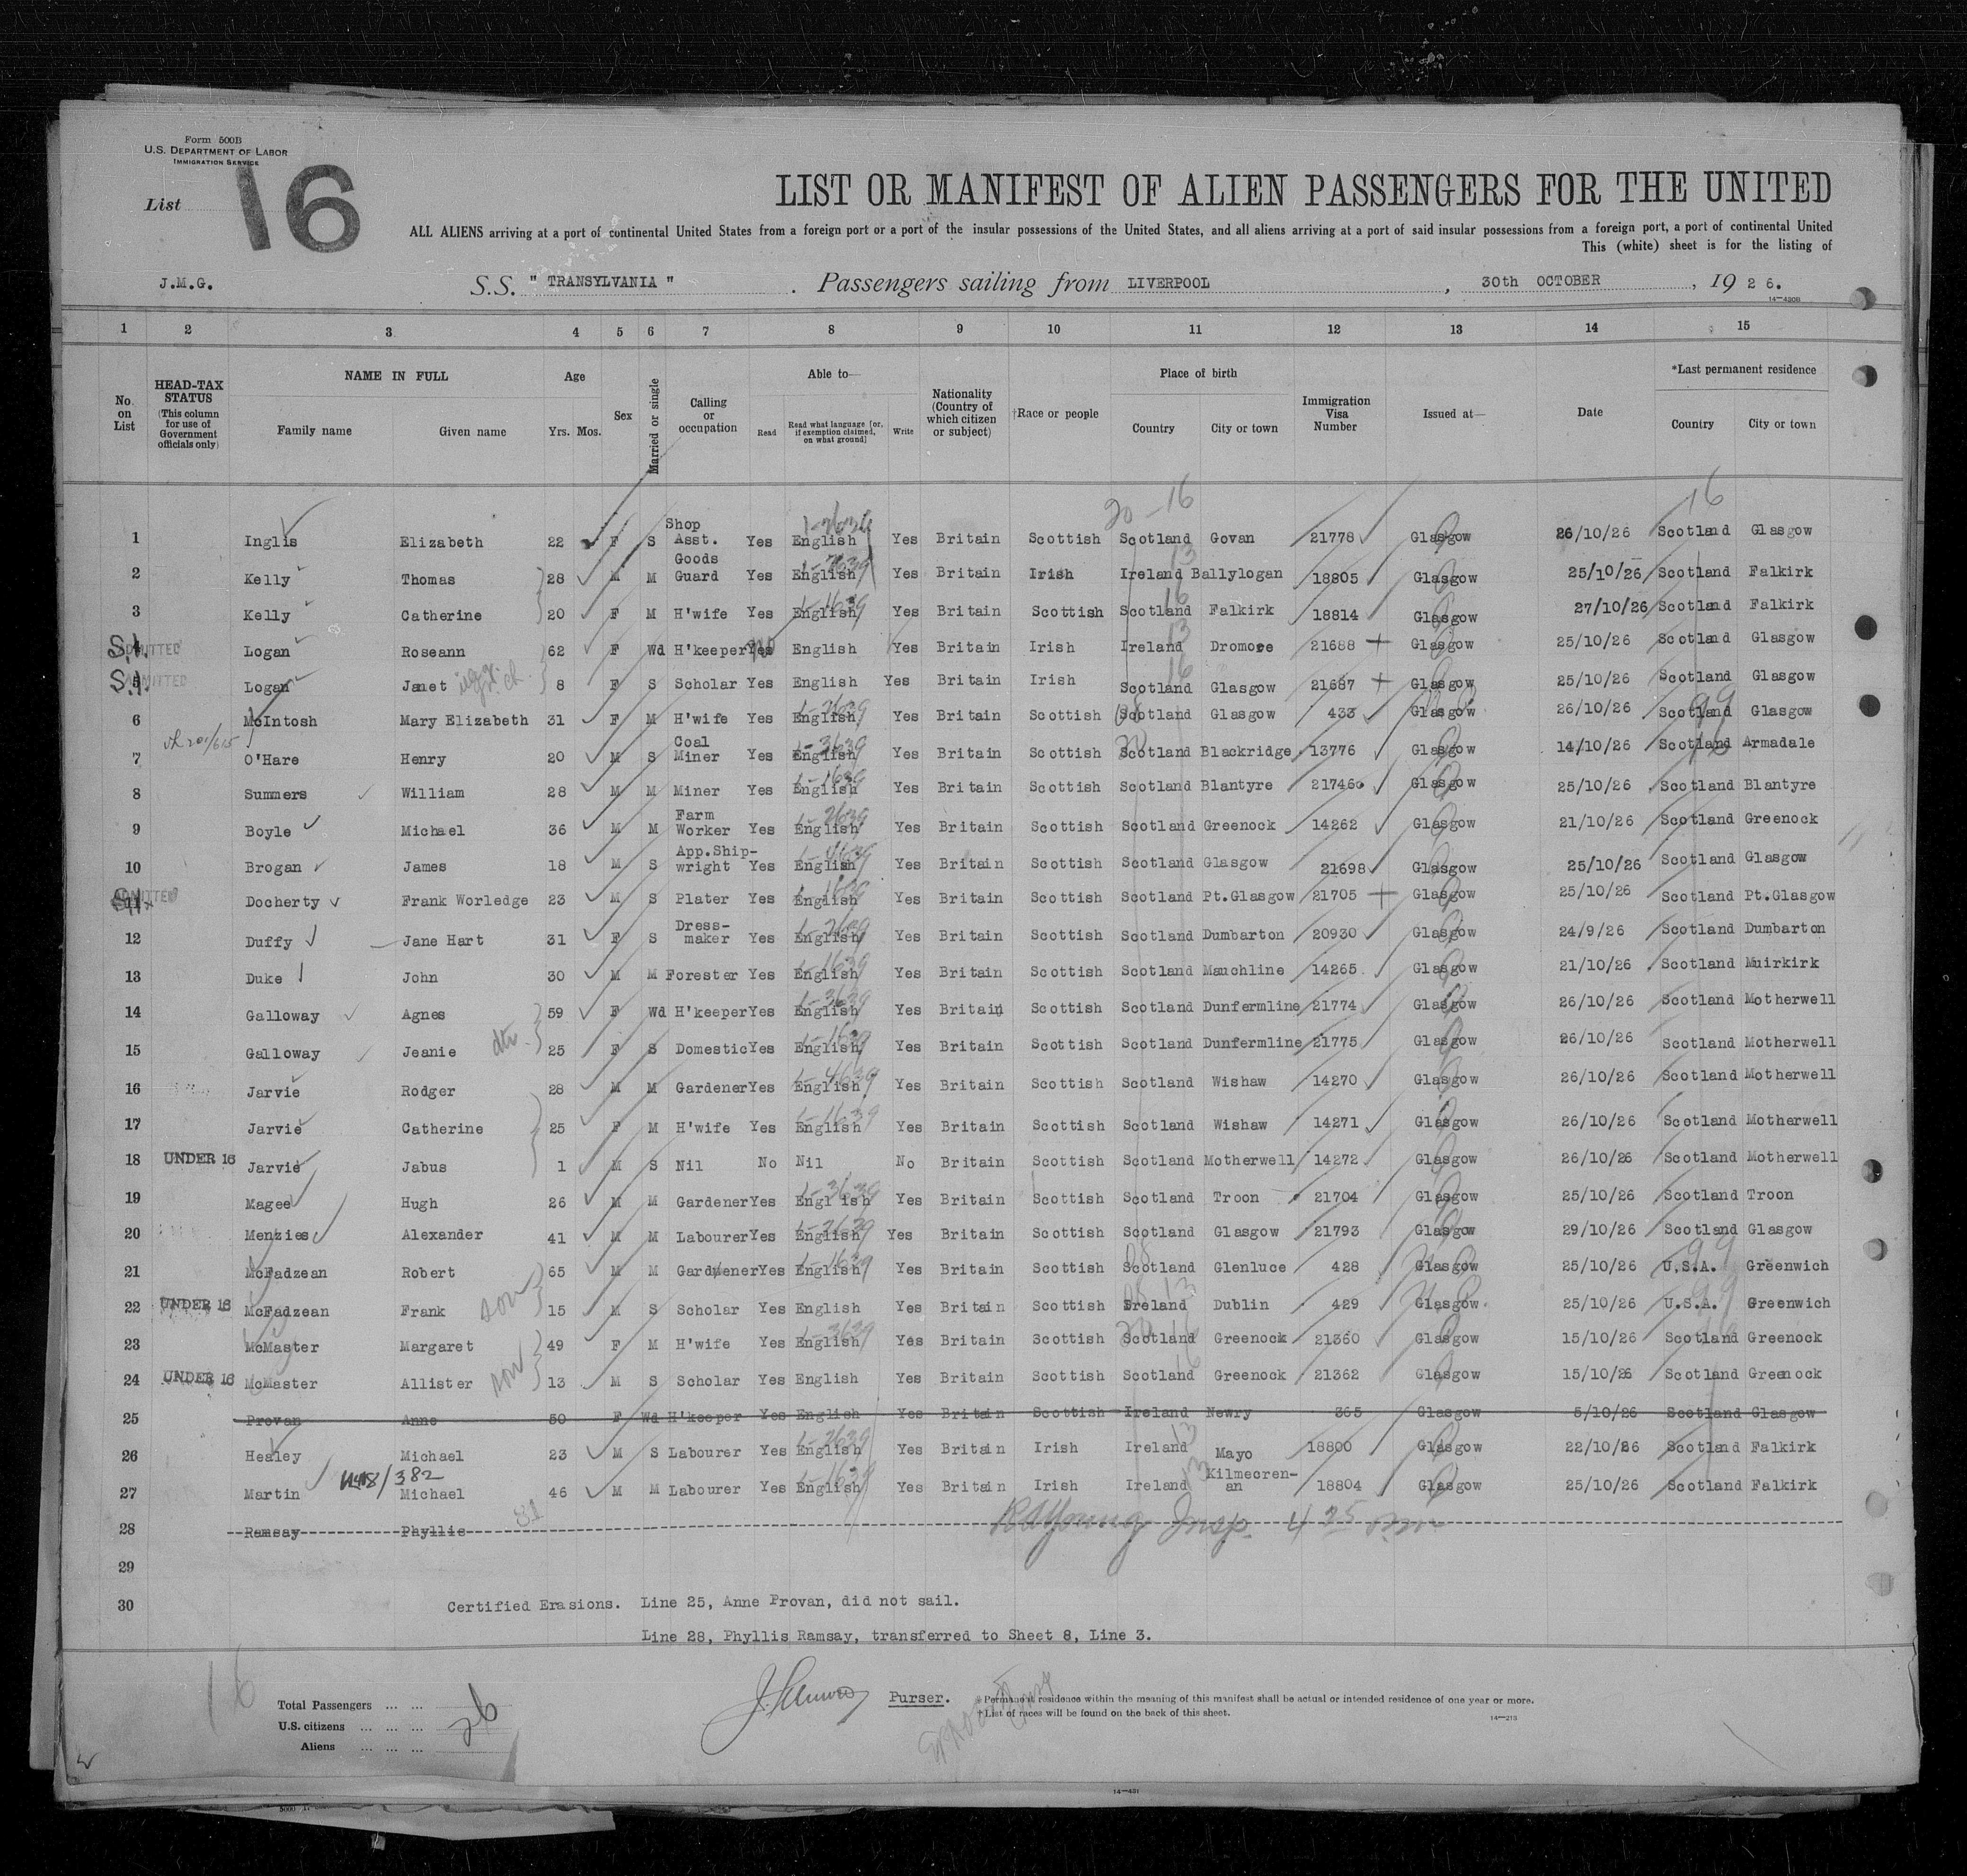 Form 500B
U.S. DEPARTMENT OF LABOR
IMMIGRATION SERVICE
List 16
LIST OR MANIFEST OF ALIEN PASSENGERS FOR THE UNITED
ALL ALIENS arriving at a port of continental United States from a foreign port or a port of the insular possessions of the United States, and all aliens arriving at a port of said insular possessions from a foreign port, a port of continental United
This (white) sheet is for the listing of
J.M.G. S.S. " TRANSYLVANIA " . Passengers sailing from LIVERPOOL , 30th OCTOBER , 19 2 6.
14—430B
1 2 3 4 5 6 7 8 9 10 11 12 13 14 15
No. on List
HEAD-TAX STATUS (This column for use of Government officials only)
NAME IN FULL
Family name Given name
Age
Yrs. Mos.
Sex
Married or single
Calling or occupation
Able to—
Read
Read what language [or, if exemption claimed, on what ground]
Write
Nationality (Country of which citizen or subject)
†Race or people
Place of birth
Country City or town
Immigration Visa Number
Issued at—
Date
*Last permanent residence
Country City or town
20 -16 16
1 Inglis Elizabeth 22 F S Shop Asst. Yes English Yes Britain Scottish Scotland Govan 21778 Glasgow 26/10/26 Scotland Glasgow
2 Kelly Thomas 28 M M Goods Guard Yes English Yes Britain Irish Ireland Ballylogan 18805 Glasgow 25/10/26 Scotland Falkirk
3 Kelly Catherine 20 F M H'wife Yes English Yes Britain Scottish Scotland Falkirk 18814 Glasgow 27/10/26 Scotland Falkirk
S.I. ADMITTED 4 Logan Roseann 62 F Wd H'keeper Yes No English Yes Britain Irish Ireland Dromore 21688 Glasgow 25/10/26 Scotland Glasgow
S.I. ADMITTED 5 Logan Janet 8 F S Scholar Yes English Yes Britain Irish Scotland Glasgow 21687 Glasgow 25/10/26 Scotland Glasgow
6 McIntosh Mary Elizabeth 31 F M H'wife Yes English Yes Britain Scottish Scotland Glasgow 433 Glasgow 26/10/26 Scotland Glasgow
7 O'Hare Henry 20 M S Coal Miner Yes English Yes Britain Scottish Scotland Blackridge 13776 Glasgow 14/10/26 Scotland Armadale
8 Summers William 28 M M Miner Yes English Yes Britain Scottish Scotland Blantyre 21746 Glasgow 25/10/26 Scotland Blantyre
9 Boyle Michael 36 M M Farm Worker Yes English Yes Britain Scottish Scotland Greenock 14262 Glasgow 21/10/26 Scotland Greenock
10 Brogan James 18 M S App.Ship-wright Yes English Yes Britain Scottish Scotland Glasgow 21698 Glasgow 25/10/26 Scotland Glasgow
S.I. ADMITTED 11 Docherty Frank Worledge 23 M S Plater Yes English Yes Britain Scottish Scotland Pt.Glasgow 21705 Glasgow 25/10/26 Scotland Pt.Glasgow
12 Duffy Jane Hart 31 F S Dress-maker Yes English Yes Britain Scottish Scotland Dumbarton 20930 Glasgow 24/9/26 Scotland Dumbarton
13 Duke John 30 M M Forester Yes English Yes Britain Scottish Scotland Mauchline 14265 Glasgow 21/10/26 Scotland Muirkirk
14 Galloway Agnes 59 F Wd H'keeper Yes English Yes Britain Scottish Scotland Dunfermline 21774 Glasgow 26/10/26 Scotland Motherwell
15 Galloway Jeanie 25 F S Domestic Yes English Yes Britain Scottish Scotland Dunfermline 21775 Glasgow 26/10/26 Scotland Motherwell
16 Jarvie Rodger 28 M M Gardener Yes English Yes Britain Scottish Scotland Wishaw 14270 Glasgow 26/10/26 Scotland Motherwell
17 Jarvie Catherine 25 F M H'wife Yes English Yes Britain Scottish Scotland Wishaw 14271 Glasgow 26/10/26 Scotland Motherwell
18 UNDER 16 Jarvie Jabus 1 M S Nil No Nil No Britain Scottish Scotland Motherwell 14272 Glasgow 26/10/26 Scotland Motherwell
19 Magee Hugh 26 M M Gardener Yes English Yes Britain Scottish Scotland Troon 21704 Glasgow 25/10/26 Scotland Troon
20 Menzies Alexander 41 M M Labourer Yes English Yes Britain Scottish Scotland Glasgow 21793 Glasgow 29/10/26 Scotland Glasgow
21 McFadzean Robert 65 M M Gardener Yes English Yes Britain Scottish Scotland Glenluce 428 Glasgow 25/10/26 U.S.A. Greenwich
22 UNDER 16 McFadzean Frank son 15 M S Scholar Yes English Yes Britain Scottish Ireland Dublin 429 Glasgow 25/10/26 U.S.A. Greenwich
23 McMaster Margaret 49 F M H'wife Yes English Yes Britain Scottish Scotland Greenock 21360 Glasgow 15/10/26 Scotland Greenock
24 UNDER 16 McMaster Allister son 13 M S Scholar Yes English Yes Britain Scottish Scotland Greenock 21362 Glasgow 15/10/26 Scotland Greenock
25 Provan Anne 50 F Wd H'keeper Yes English Yes Britain Scottish Ireland Newry 365 Glasgow 5/10/26 Scotland Glasgow
26 Healey Michael 23 M S Labourer Yes English Yes Britain Irish Ireland Mayo 18800 Glasgow 22/10/26 Scotland Falkirk
27 Martin Michael 46 M M Labourer Yes English Yes Britain Irish Ireland Kilmecren-an 18804 Glasgow 25/10/26 Scotland Falkirk
28 Ramsay Phyllis
Young Insp. 4 25 pm
29
30 Certified Erasions. Line 25, Anne Provan, did not sail.
Line 28, Phyllis Ramsay, transferred to Sheet 8, Line 3.
16
Total Passengers ... ...
U.S. citizens ... ... ... 26
Aliens ... ... ...
Purser.
*Permanent residence within the meaning of this manifest shall be actual or intended residence of one year or more.
†List of races will be found on the back of this sheet.
14—213
14—431